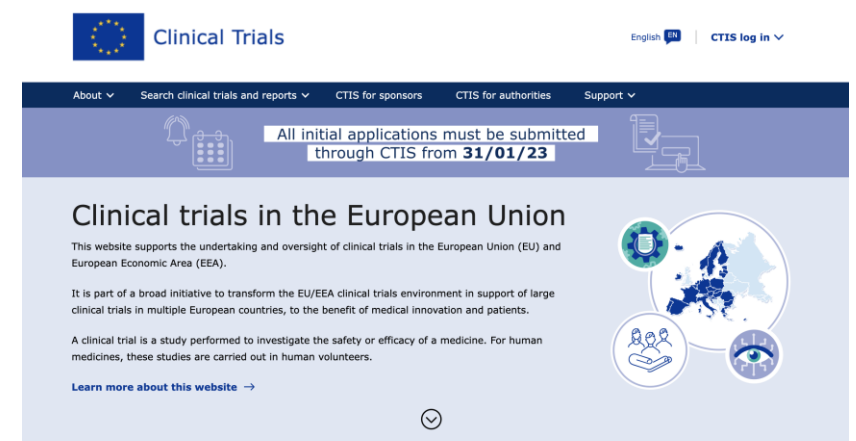 Clinical Trials
English EN
CTIS log in
About
Search clinical trials and reports
CTIS for sponsors
CTIS for authorities
Support
All initial applications must be submitted
through CTIS from 31/01/23
Clinical trials in the European Union
This website supports the undertaking and oversight of clinical trials in the European Union (EU) and
European Economic Area (EEA).
It is part of a broad initiative to transform the EU/EEA clinical trials environment in support of large
clinical trials in multiple European countries, to the benefit of medical innovation and patients.
A clinical trial is a study performed to investigate the safety or efficacy of a medicine. For human
medicines, these studies are carried out in human volunteers.
Learn more about this website →